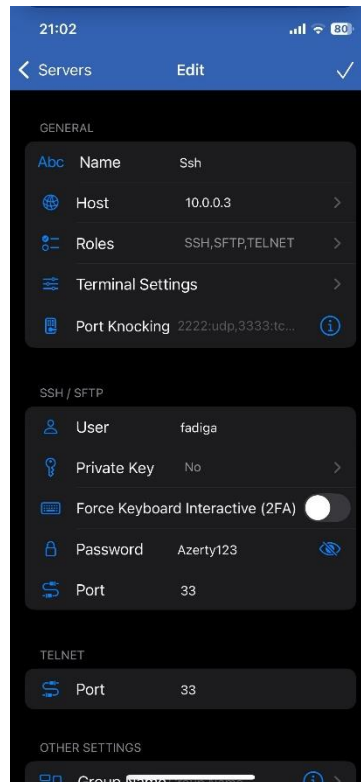 21:02
80
Servers Edit
GENERAL
Abc Name Ssh
Host 10.0.0.3
Roles SSH,SFTP,TELNET
Terminal Settings
Port Knocking 2222:udp,3333:tc...
SSH / SFTP
User fadiga
Private Key No
Force Keyboard Interactive (2FA)
Password Azerty123
Port 33
TELNET
Port 33
OTHER SETTINGS
Group Name